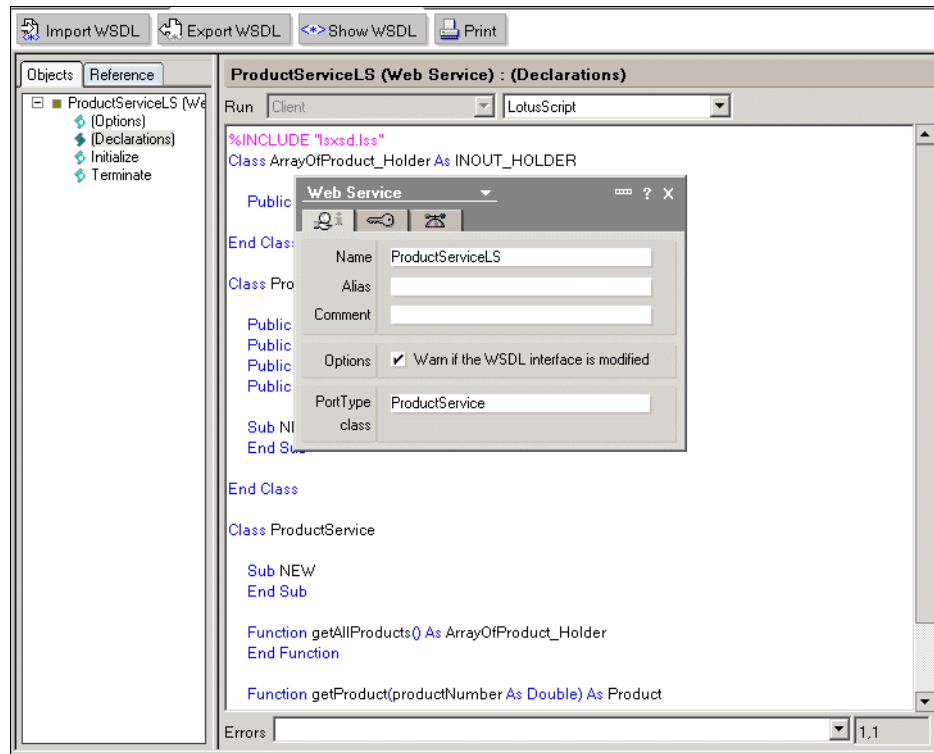 Import WSDL Export WSDL <*> Show WSDL Print
Objects Reference
ProductServiceLS (We
(Options)
(Declarations)
Initialize
Terminate
ProductServiceLS (Web Service) : (Declarations)
Run Client LotusScript
%INCLUDE "lsxsd.lss"
Class ArrayOfProduct_Holder As INOUT_HOLDER
Public
End Clas
Class Pro
Public
Public
Public
Public
Sub N
End Sub
End Class
Class ProductService
Sub NEW
End Sub
Function getAllProducts() As ArrayOfProduct_Holder
End Function
Function getProduct(productNumber As Double) As Product
Web Service ? X
Name ProductServiceLS
Alias
Comment
Options Warn if the WSDL interface is modified
PortType ProductService
class
Errors 1,1